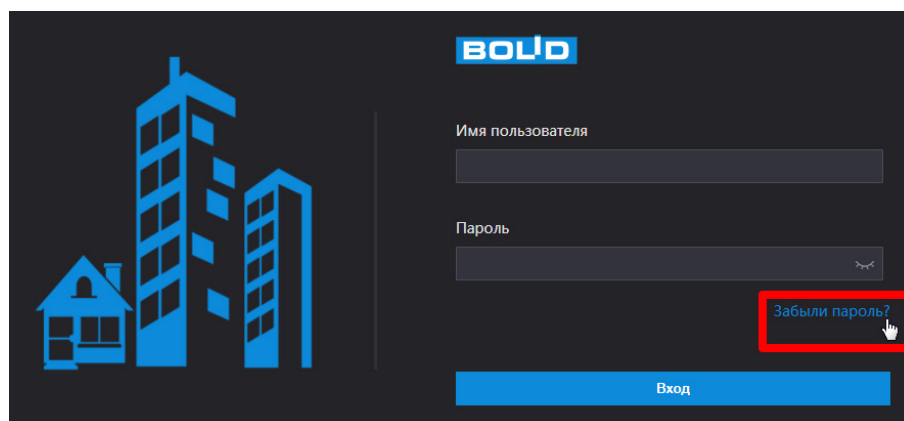 BOLID
Имя пользователя
Пароль
Забыли пароль?
Вход